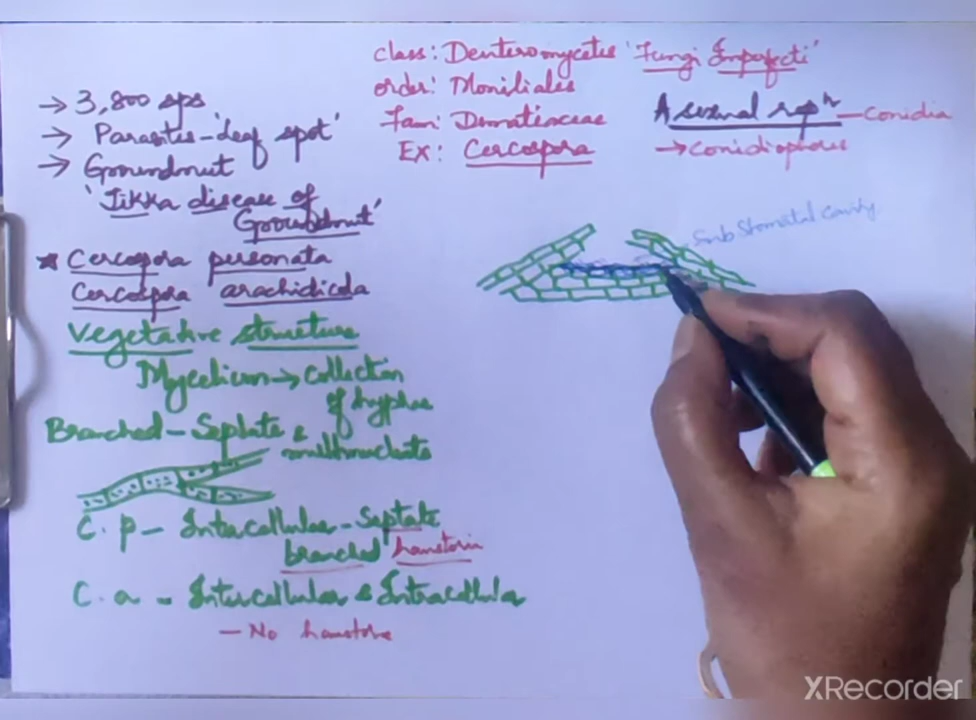 class: Deuteromycetes 'Fungi Imperfecti'
order: Moniliales
Fam: Dematiaceae
Ex: Cercospora
Asexual repn — Conidia
→ Conidiophores
→ 3,800 sps
→ Parasites - 'leaf spot'
→ Groundnut
'Tikka disease of
Groundnut'
* Cercospora personata
Cercospora arachidicola
Vegetative structure
Mycelium → collection
of hyphae
Branched - Septate &
multinucleate
C. p - Intercellular - Septate
branched haustoria
C. a - Intercellular & Intracellular
- No haustoria
Sub stomatal cavity
XRecorder